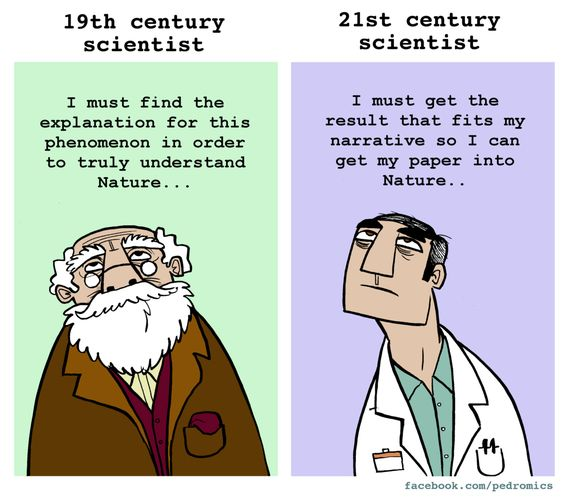 19th century
scientist
I must find the
explanation for this
phenomenon in order
to truly understand
Nature...
21st century
scientist
I must get the
result that fits my
narrative so I can
get my paper into
Nature..
facebook.com/pedromics